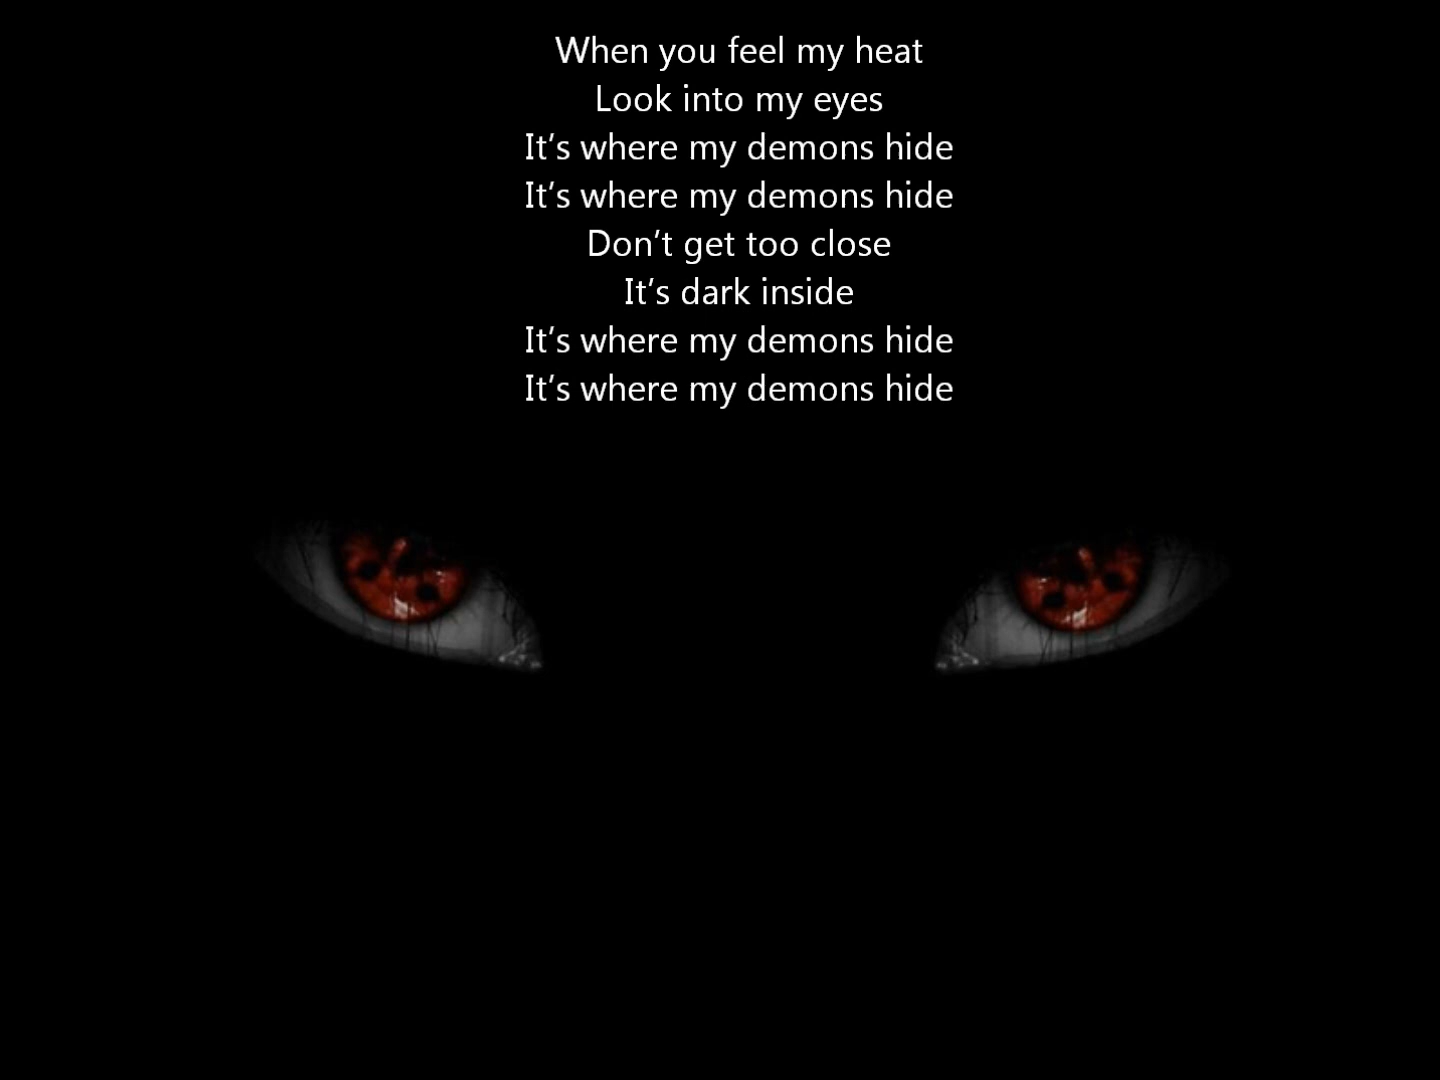 When you feel my heat
Look into my eyes
It’s where my demons hide
It’s where my demons hide
Don’t get too close
It’s dark inside
It’s where my demons hide
It’s where my demons hide